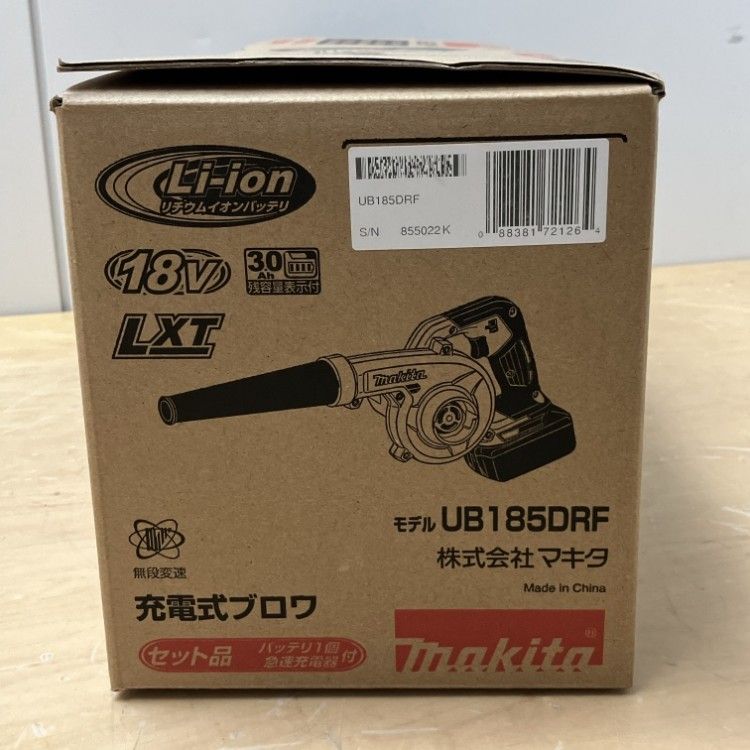 Li-ion
リチウムイオンバッテリ
UB185DRF
S/N 855022K
0 88381 72126 4
18V
3.0
Ah
残容量表示付
LXT
makita
モデル UB185DRF
株式会社 マキタ
Made in China
無段変速
充電式ブロワ
セット品 バッテリ1個
急速充電器付
makita®